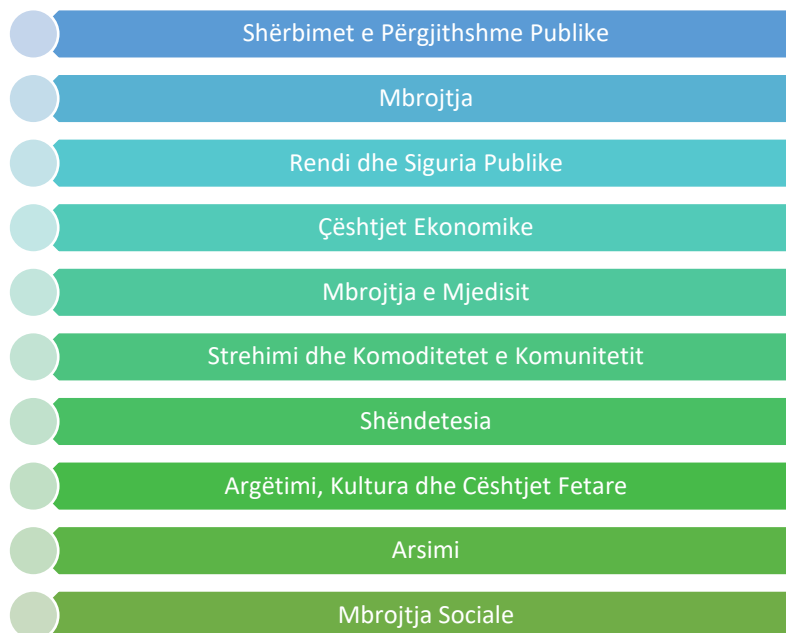 Shërbimet e Përgjithshme Publike
Mbrojtja
Rendi dhe Siguria Publike
Çështjet Ekonomike
Mbrojtja e Mjedisit
Strehimi dhe Komoditetet e Komunitetit
Shëndetesia
Argëtimi, Kultura dhe Cështjet Fetare
Arsimi
Mbrojtja Sociale